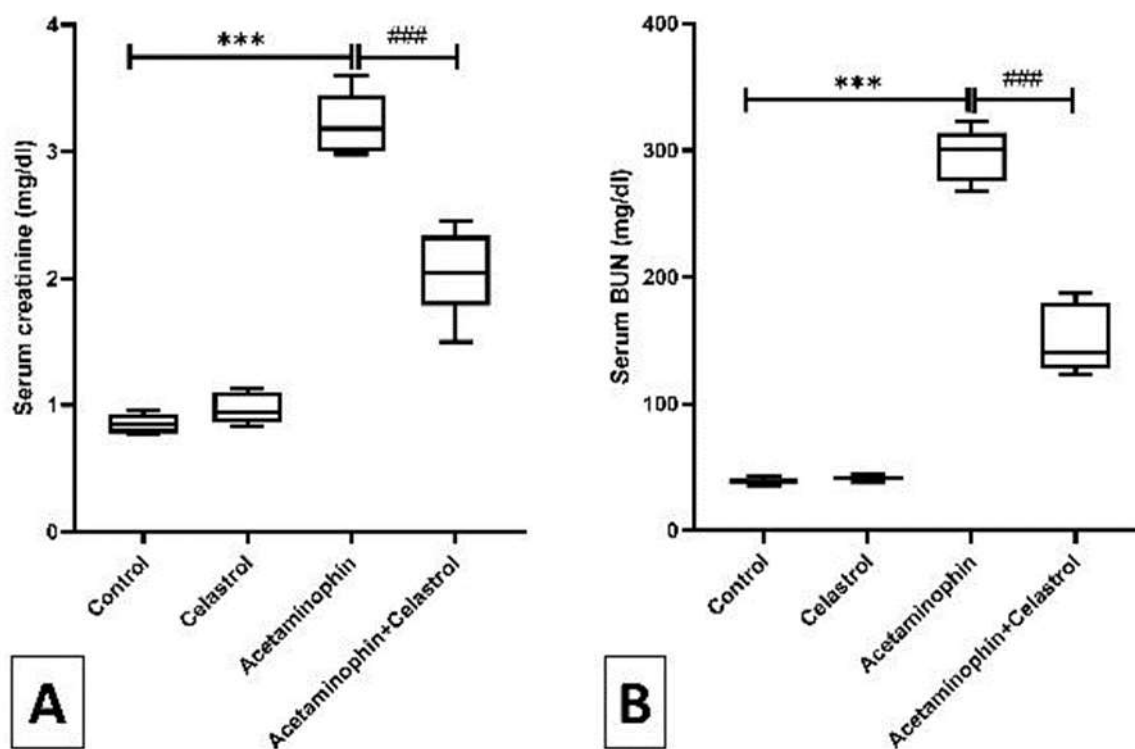 4
3
2
1
0
Serum creatinine (mg/dl)
***
###
Control
Celastrol
Acetaminophin
Acetaminophin+Celastrol
A
400
300
200
100
0
Serum BUN (mg/dl)
***
###
Control
Celastrol
Acetaminophin
Acetaminophin+Celastrol
B